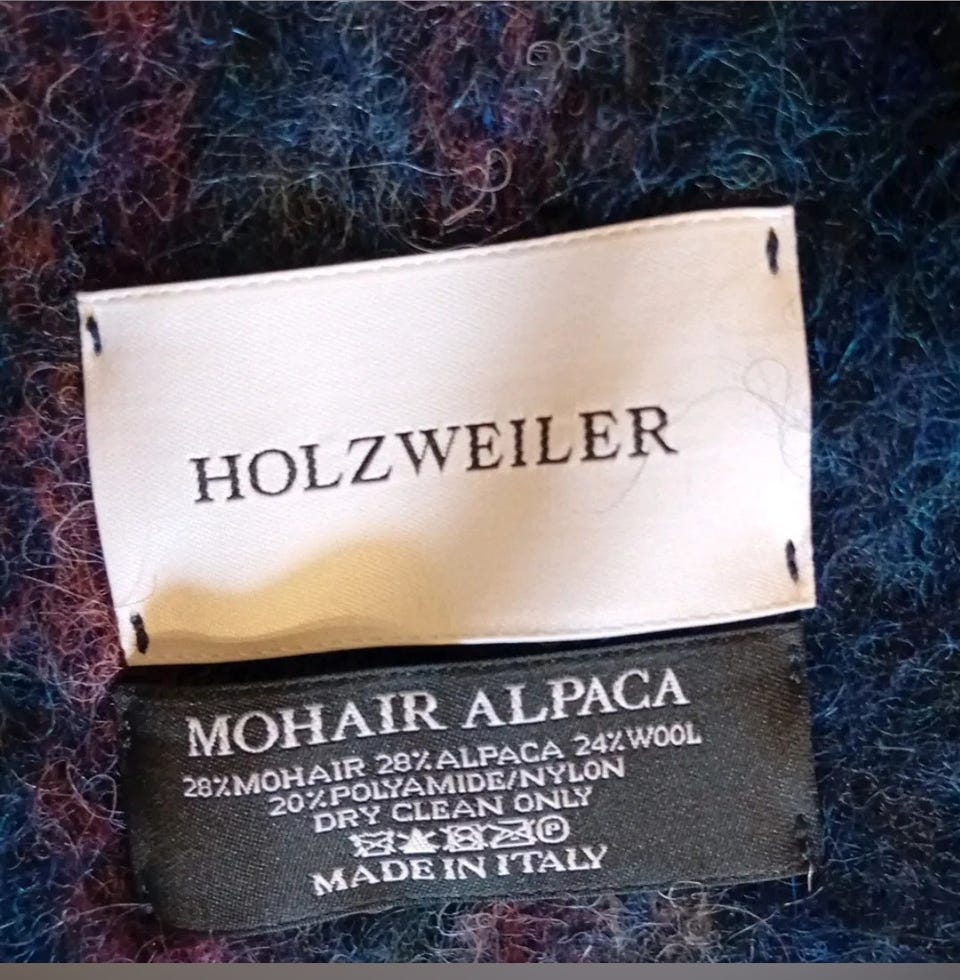 HOLZWEILER
MOHAIR ALPACA
28%MOHAIR 28%ALPACA 24%WOOL
20%POLYAMIDE/NYLON
DRY CLEAN ONLY
P
MADE IN ITALY